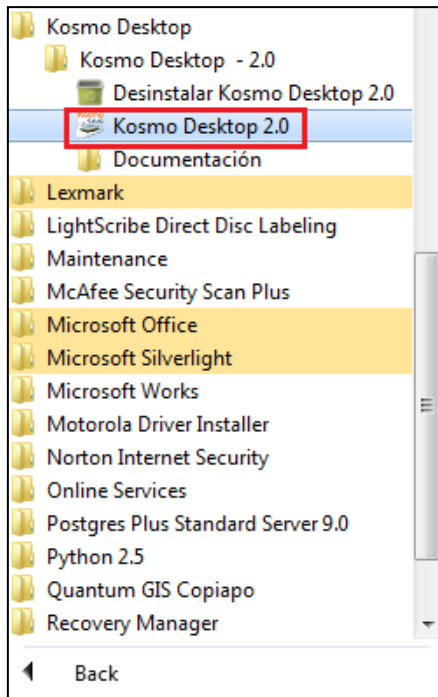 Kosmo Desktop
Kosmo Desktop - 2.0
Desinstalar Kosmo Desktop 2.0
Kosmo Desktop 2.0
Documentación
Lexmark
LightScribe Direct Disc Labeling
Maintenance
McAfee Security Scan Plus
Microsoft Office
Microsoft Silverlight
Microsoft Works
Motorola Driver Installer
Norton Internet Security
Online Services
Postgres Plus Standard Server 9.0
Python 2.5
Quantum GIS Copiapo
Recovery Manager
Back